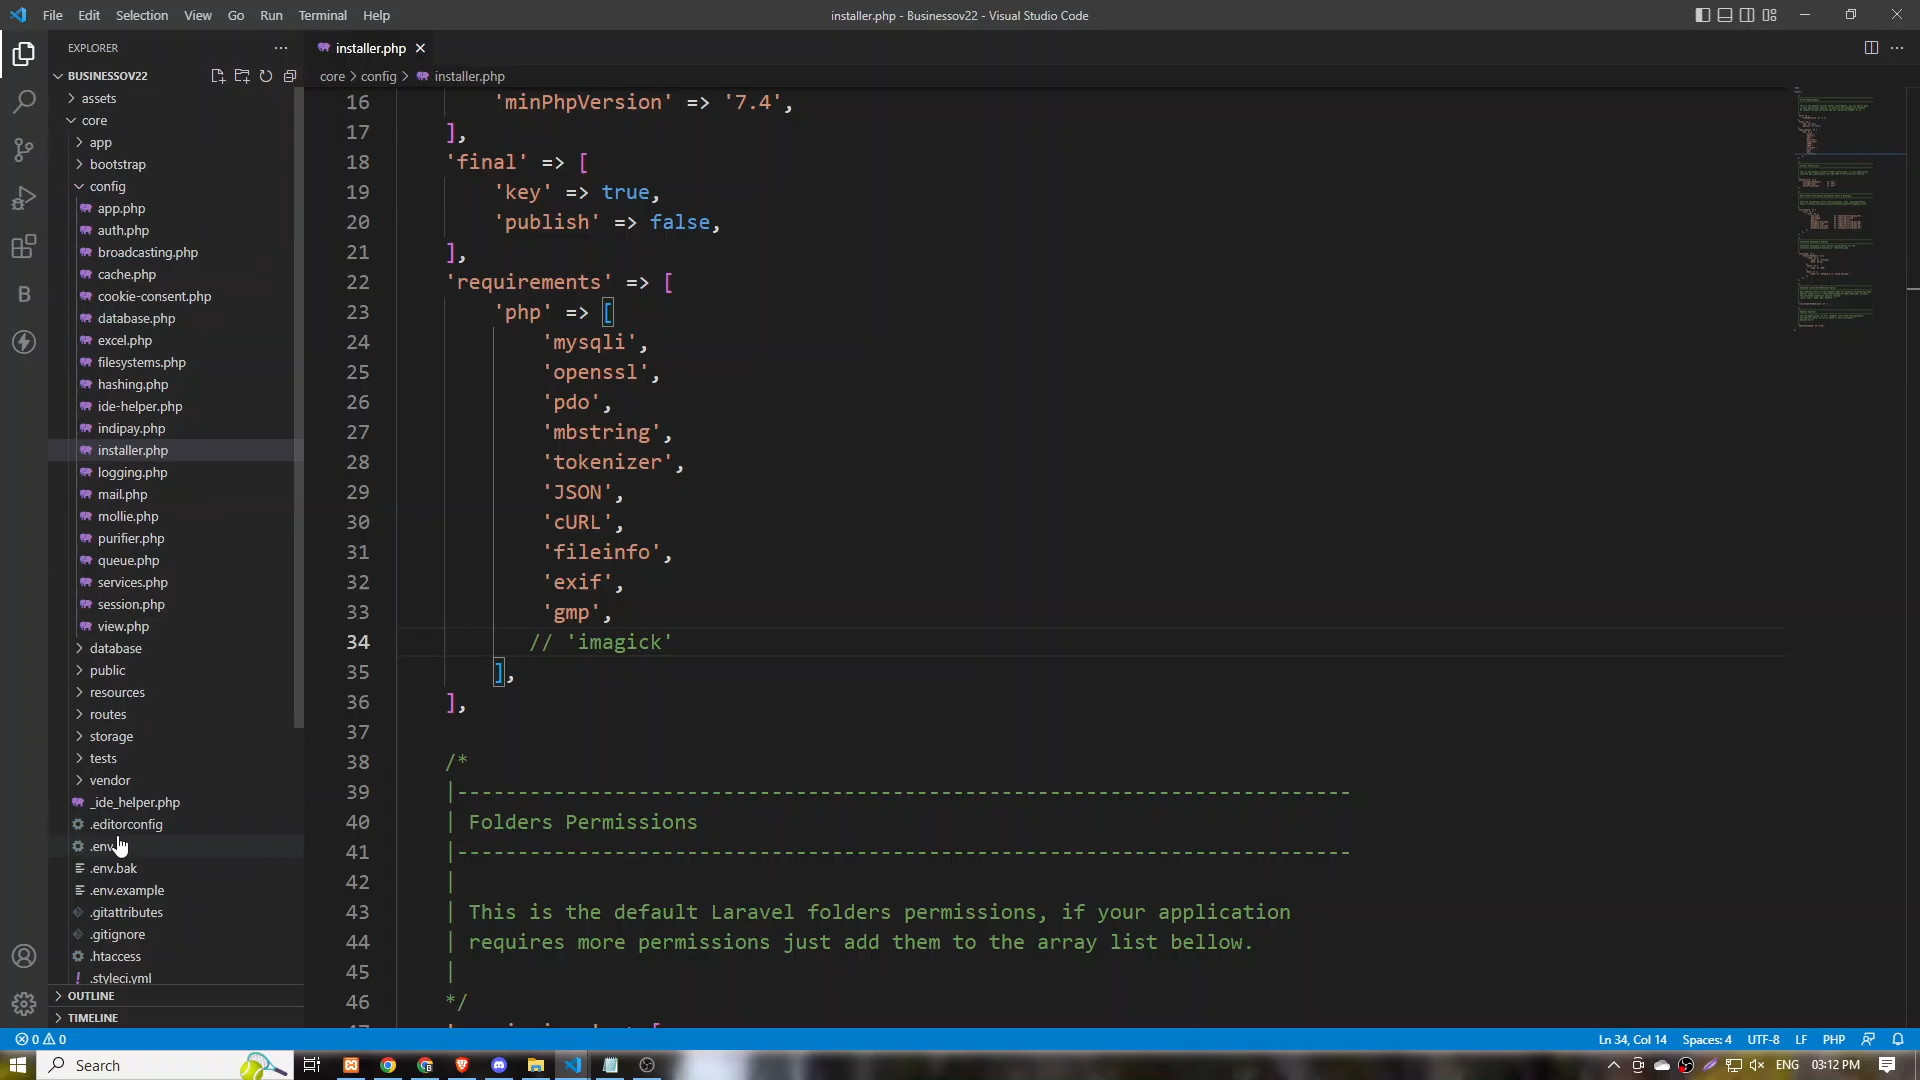 File Edit Selection View Go Run Terminal Help
installer.php - Businessov22 - Visual Studio Code
EXPLORER
BUSINESSOV22
assets
core
app
bootstrap
config
app.php
auth.php
broadcasting.php
cache.php
cookie-consent.php
database.php
excel.php
filesystems.php
hashing.php
ide-helper.php
indipay.php
installer.php
logging.php
mail.php
mollie.php
purifier.php
queue.php
services.php
session.php
view.php
database
public
resources
routes
storage
tests
vendor
_ide_helper.php
.editorconfig
.env
.env.bak
.env.example
.gitattributes
.gitignore
.htaccess
.styleci.yml
OUTLINE
TIMELINE
installer.php
core > config > installer.php
16 'minPhpVersion' => '7.4',
17 ],
18 'final' => [
19 'key' => true,
20 'publish' => false,
21 ],
22 'requirements' => [
23 'php' => [
24 'mysqli',
25 'openssl',
26 'pdo',
27 'mbstring',
28 'tokenizer',
29 'JSON',
30 'cURL',
31 'fileinfo',
32 'exif',
33 'gmp',
34 // 'imagick'
35 ],
36 ],
37
38 /*
39 |--------------------------------------------------------------------------
40 | Folders Permissions
41 |--------------------------------------------------------------------------
42 |
43 | This is the default Laravel folders permissions, if your application
44 | requires more permissions just add them to the array list bellow.
45 |
46 */
0 0
Ln 34, Col 14 Spaces: 4 UTF-8 LF PHP
Search
ENG 03:12 PM